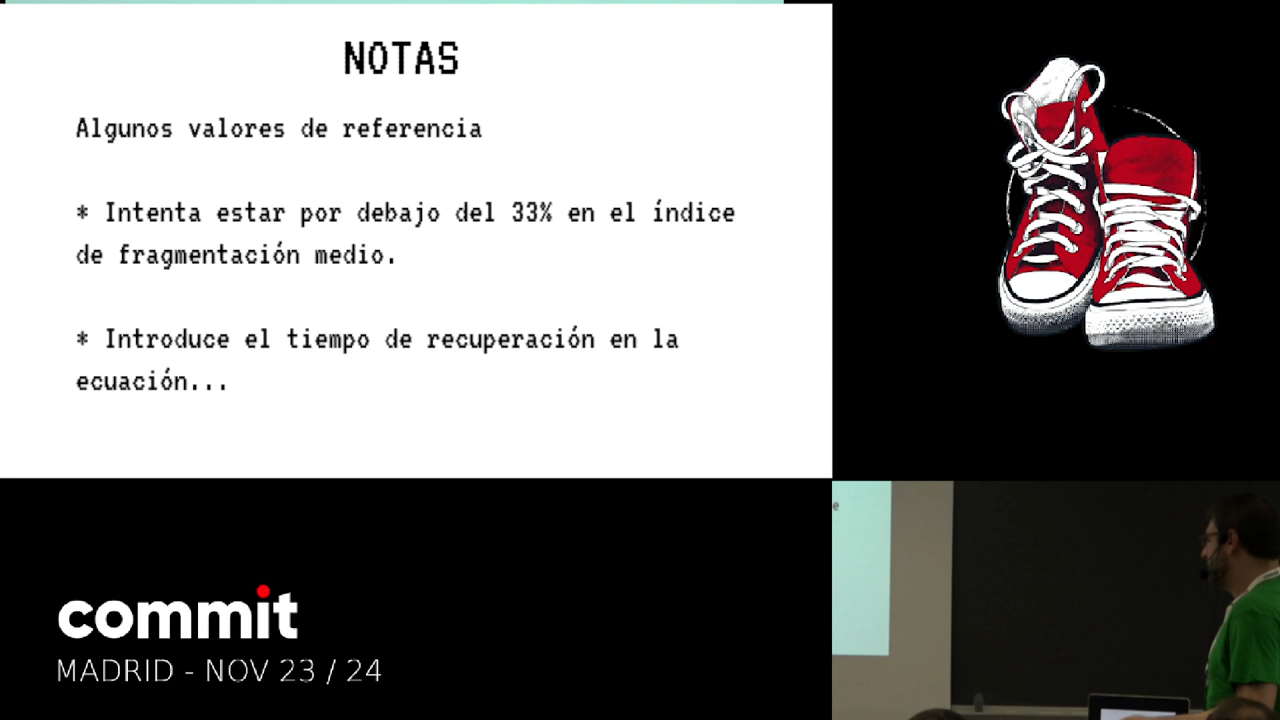 NOTAS
Algunos valores de referencia
* Intenta estar por debajo del 33% en el índice
de fragmentación medio.
* Introduce el tiempo de recuperación en la
ecuación...
commit
MADRID - NOV 23 / 24